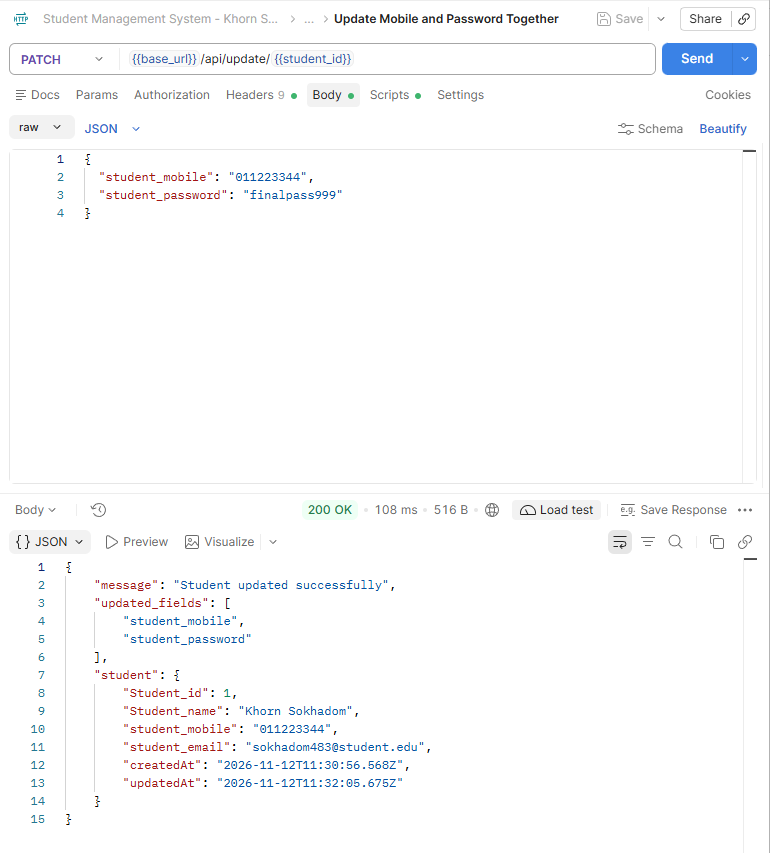 HTTP Student Management System - Khorn S... > ... > Update Mobile and Password Together Save Share
PATCH {{base_url}}/api/update/ {{student_id}} Send
Docs Params Authorization Headers 9 Body Scripts Settings Cookies
raw JSON Schema Beautify
1 {
2 "student_mobile": "011223344",
3 "student_password": "finalpass999"
4 }
Body 200 OK • 108 ms • 516 B Load test e.g. Save Response
{} JSON Preview Visualize
1 {
2 "message": "Student updated successfully",
3 "updated_fields": [
4 "student_mobile",
5 "student_password"
6 ],
7 "student": {
8 "Student_id": 1,
9 "Student_name": "Khorn Sokhadom",
10 "student_mobile": "011223344",
11 "student_email": "sokhadom483@student.edu",
12 "createdAt": "2026-11-12T11:30:56.568Z",
13 "updatedAt": "2026-11-12T11:32:05.675Z"
14 }
15 }